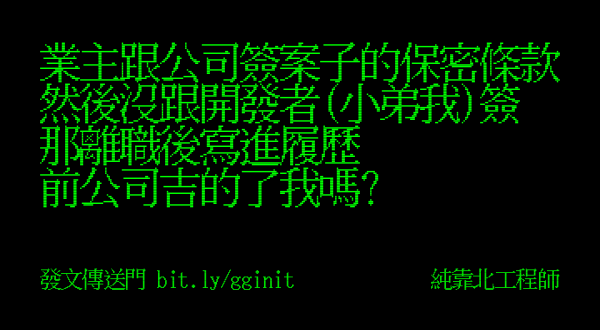 業主跟公司簽案子的保密條款
然後沒跟開發者(小弟我)簽
那離職後寫進履歷
前公司吉的了我嗎?
發文傳送門 bit.ly/gginit
純靠北工程師